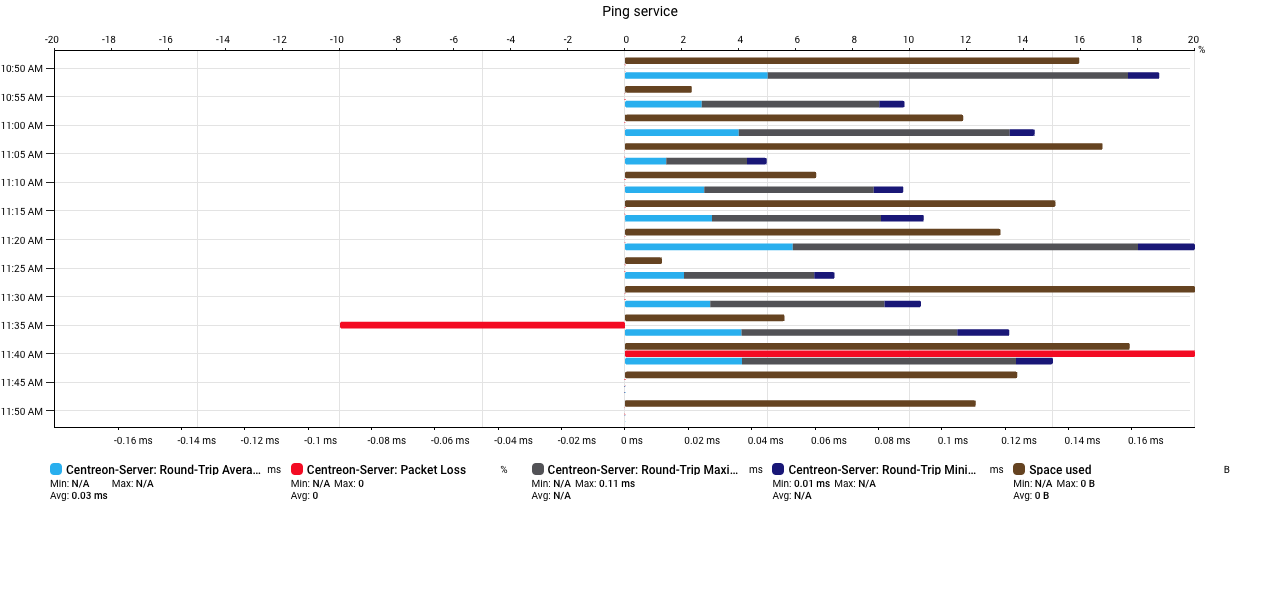 Ping service
-20 -18 -16 -14 -12 -10 -8 -6 -4 -2 0 2 4 6 8 10 12 14 16 18 20
%
10:50 AM
10:55 AM
11:00 AM
11:05 AM
11:10 AM
11:15 AM
11:20 AM
11:25 AM
11:30 AM
11:35 AM
11:40 AM
11:45 AM
11:50 AM
-0.16 ms -0.14 ms -0.12 ms -0.1 ms -0.08 ms -0.06 ms -0.04 ms -0.02 ms 0 ms 0.02 ms 0.04 ms 0.06 ms 0.08 ms 0.1 ms 0.12 ms 0.14 ms 0.16 ms
Centreon-Server: Round-Trip Avera... ms
Min: N/A Max: N/A
Avg: 0.03 ms
Centreon-Server: Packet Loss %
Min: N/A Max: 0
Avg: 0
Centreon-Server: Round-Trip Maxi... ms
Min: N/A Max: 0.11 ms
Avg: N/A
Centreon-Server: Round-Trip Mini... ms
Min: 0.01 ms Max: N/A
Avg: N/A
Space used B
Min: N/A Max: 0 B
Avg: 0 B